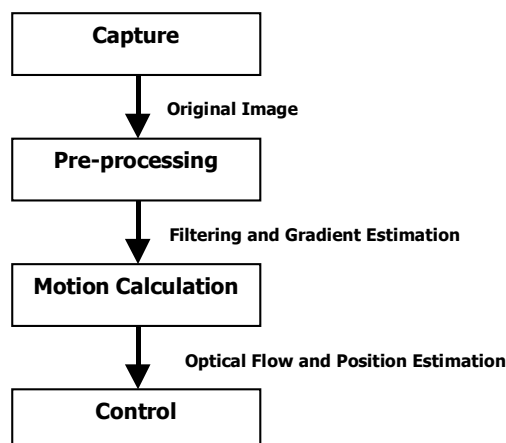 Capture
Original Image
Pre-processing
Filtering and Gradient Estimation
Motion Calculation
Optical Flow and Position Estimation
Control